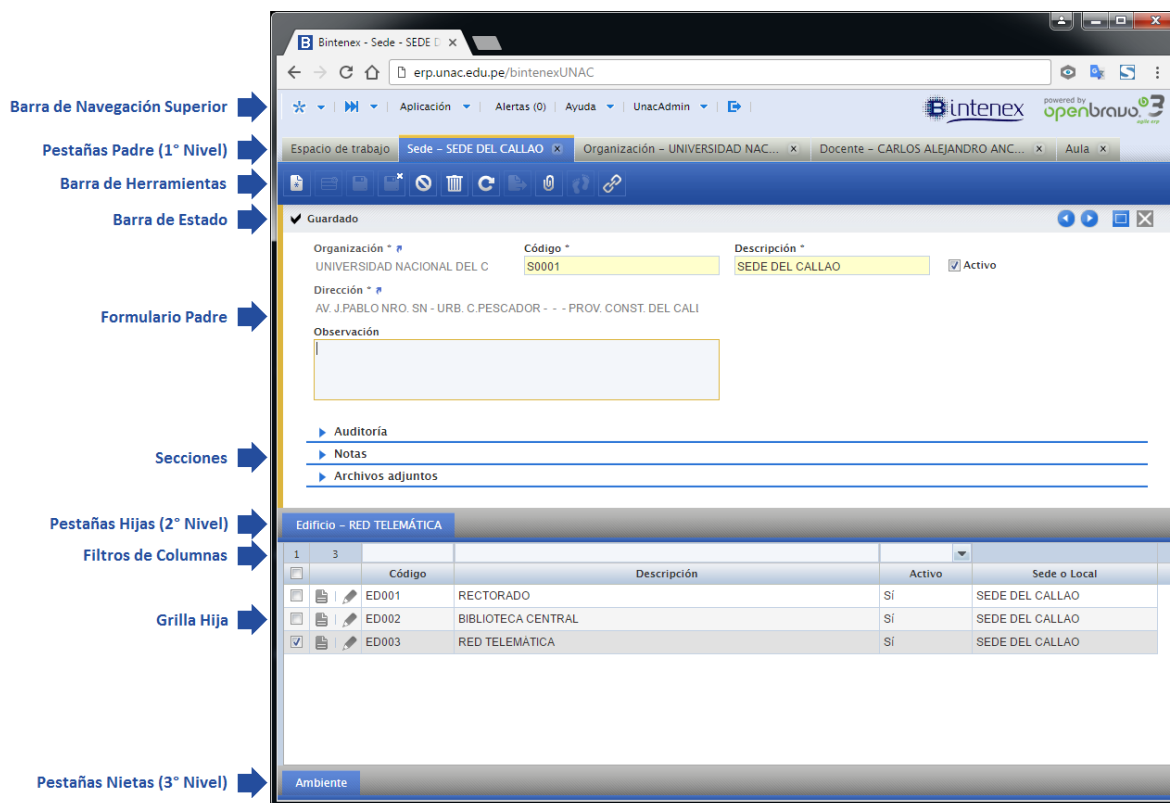 Bintenex - Sede - SEDE D
erp.unac.edu.pe/bintenexUNAC
Barra de Navegación Superior
Aplicación Alertas (0) Ayuda UnacAdmin
Bintenex
powered by
openbravo 3
agile erp
Pestañas Padre (1° Nivel)
Espacio de trabajo Sede – SEDE DEL CALLAO Organización – UNIVERSIDAD NAC... Docente – CARLOS ALEJANDRO ANC... Aula
Barra de Herramientas
Barra de Estado
Guardado
Organización * Código * Descripción *
UNIVERSIDAD NACIONAL DEL C S0001 SEDE DEL CALLAO Activo
Dirección *
AV. J.PABLO NRO. SN - URB. C.PESCADOR - - - PROV. CONST. DEL CALI
Formulario Padre
Observación
Auditoría
Secciones
Notas
Archivos adjuntos
Pestañas Hijas (2° Nivel)
Edificio – RED TELEMÁTICA
Filtros de Columnas
1 3
Código Descripción Activo Sede o Local
ED001 RECTORADO Sí SEDE DEL CALLAO
Grilla Hija
ED002 BIBLIOTECA CENTRAL Sí SEDE DEL CALLAO
ED003 RED TELEMÁTICA Sí SEDE DEL CALLAO
Pestañas Nietas (3° Nivel)
Ambiente